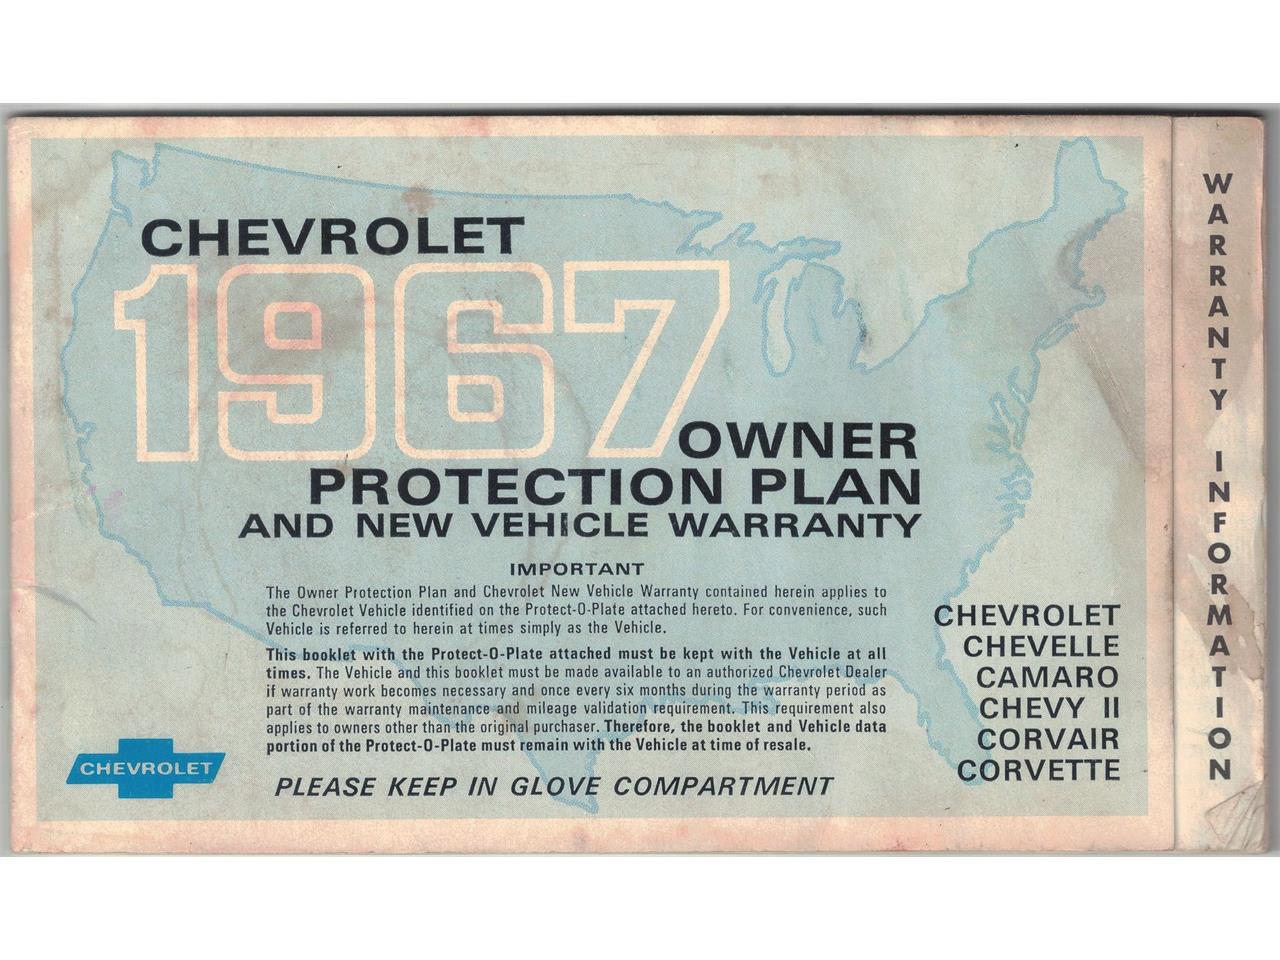 CHEVROLET
1967
OWNER
PROTECTION PLAN
AND NEW VEHICLE WARRANTY
IMPORTANT
The Owner Protection Plan and Chevrolet New Vehicle Warranty contained herein applies to
the Chevrolet Vehicle identified on the Protect-O-Plate attached hereto. For convenience, such
Vehicle is referred to herein at times simply as the Vehicle.
This booklet with the Protect-O-Plate attached must be kept with the Vehicle at all
times. The Vehicle and this booklet must be made available to an authorized Chevrolet Dealer
if warranty work becomes necessary and once every six months during the warranty period as
part of the warranty maintenance and mileage validation requirement. This requirement also
applies to owners other than the original purchaser. Therefore, the booklet and Vehicle data
portion of the Protect-O-Plate must remain with the Vehicle at time of resale.
PLEASE KEEP IN GLOVE COMPARTMENT
CHEVROLET
CHEVROLET
CHEVELLE
CAMARO
CHEVY II
CORVAIR
CORVETTE
WARRANTY INFORMATION